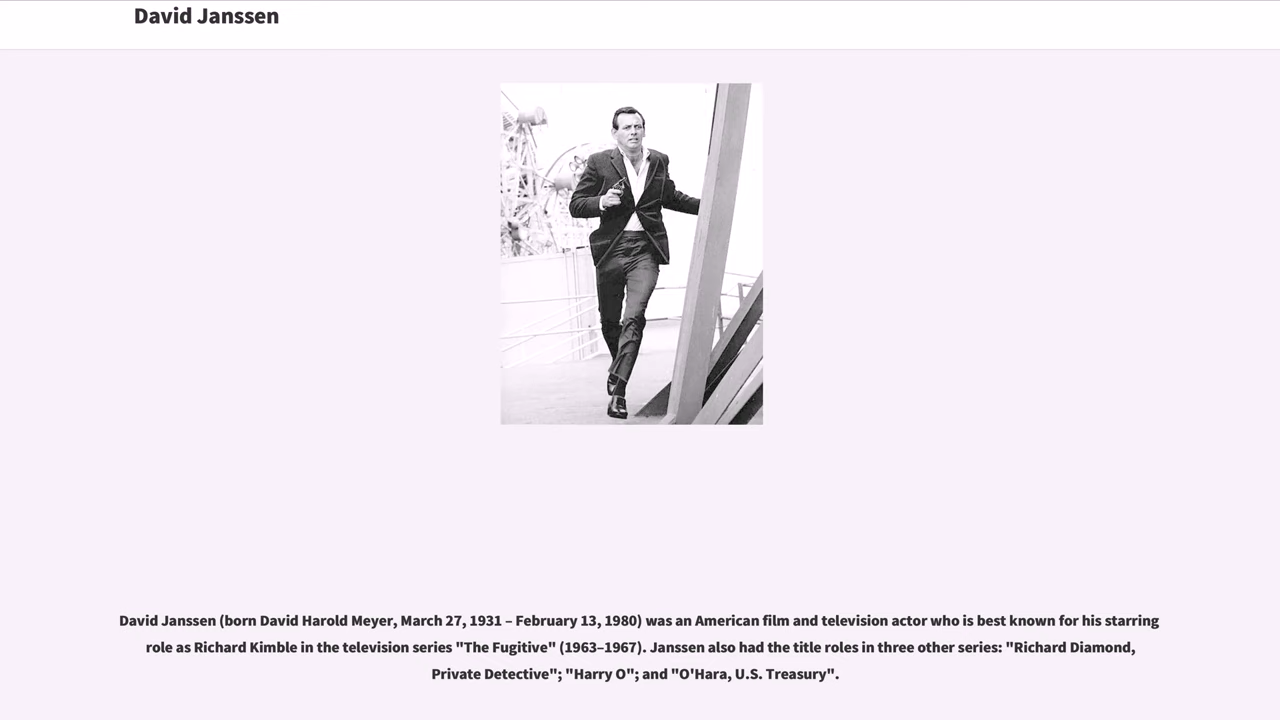 David Janssen
David Janssen (born David Harold Meyer, March 27, 1931 – February 13, 1980) was an American film and television actor who is best known for his starring
role as Richard Kimble in the television series "The Fugitive" (1963–1967). Janssen also had the title roles in three other series: "Richard Diamond,
Private Detective"; "Harry O"; and "O'Hara, U.S. Treasury".